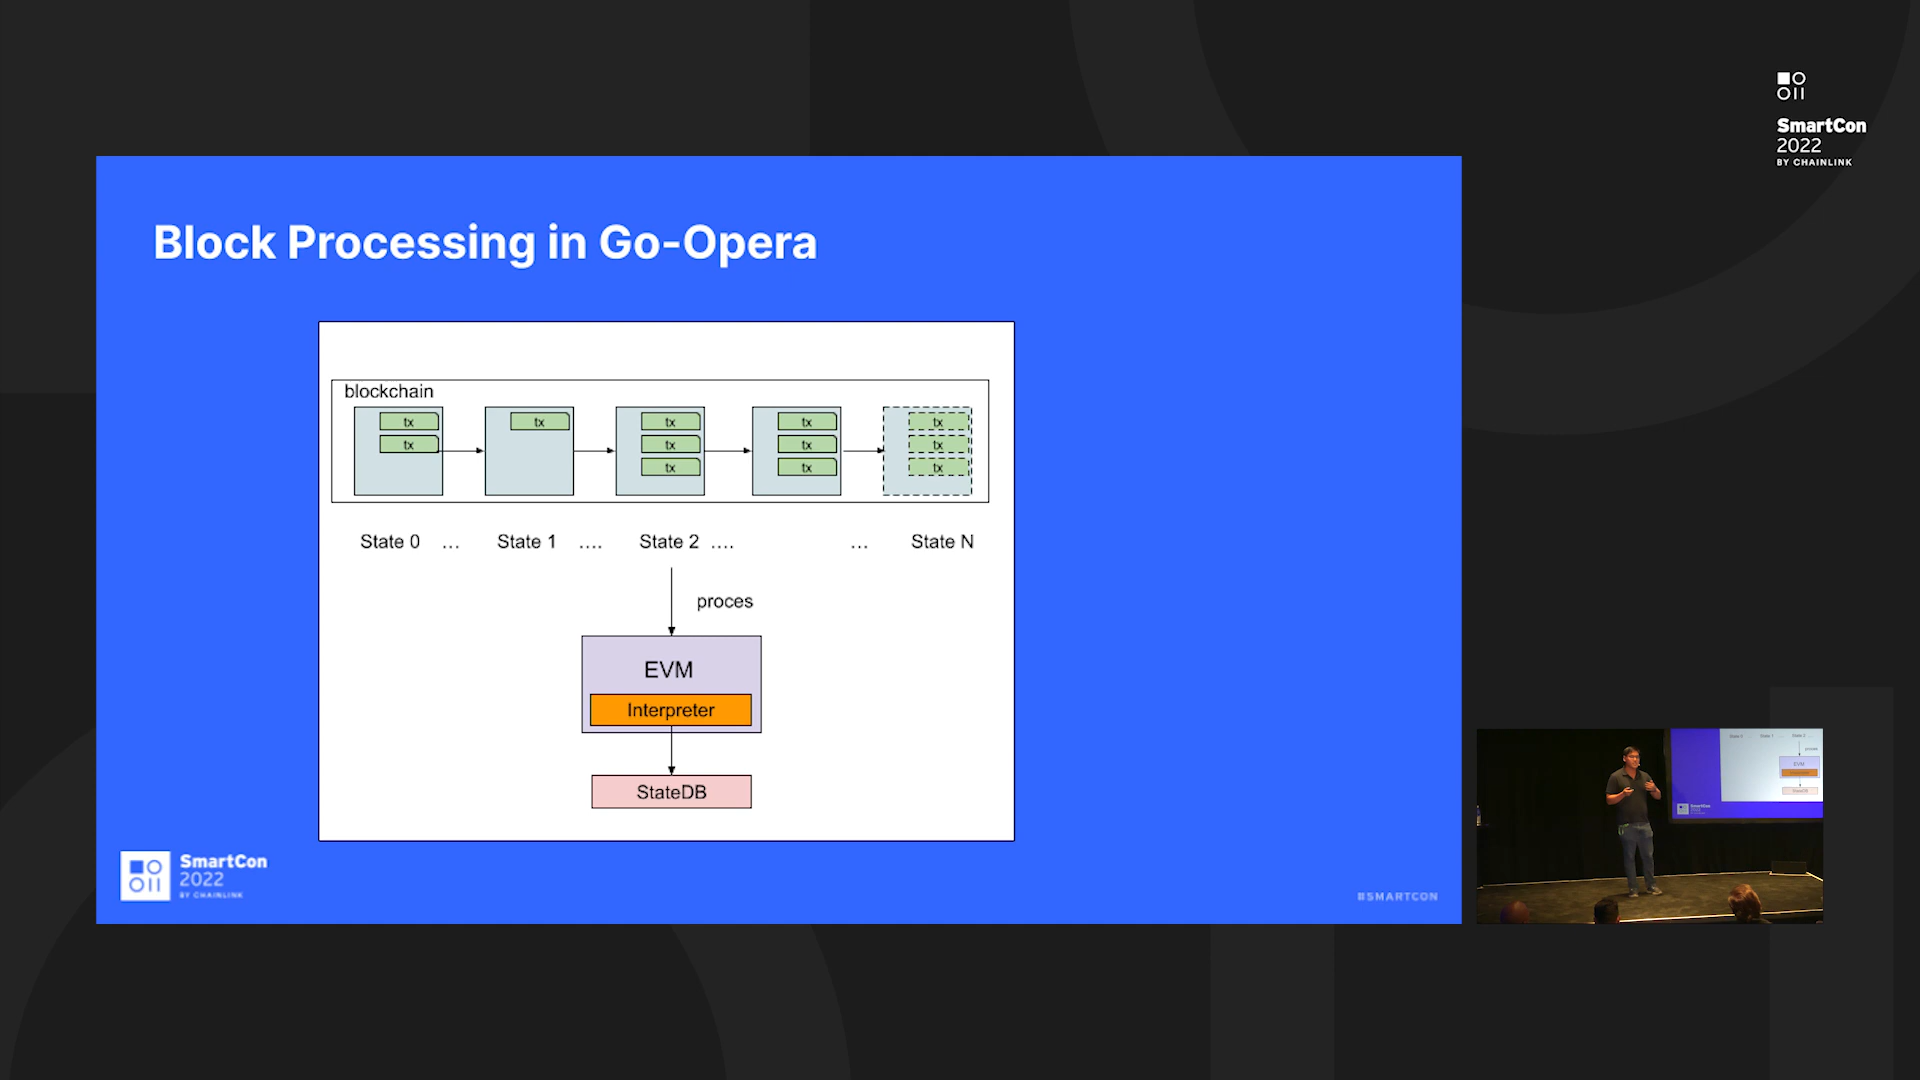 SmartCon
2022
BY CHAINLINK
Block Processing in Go-Opera
blockchain
tx tx tx tx tx
tx tx tx tx
tx tx tx
State 0 ... State 1 .... State 2 .... ... State N
proces
EVM
Interpreter
StateDB
SmartCon
2022
BY CHAINLINK
#SMARTCON